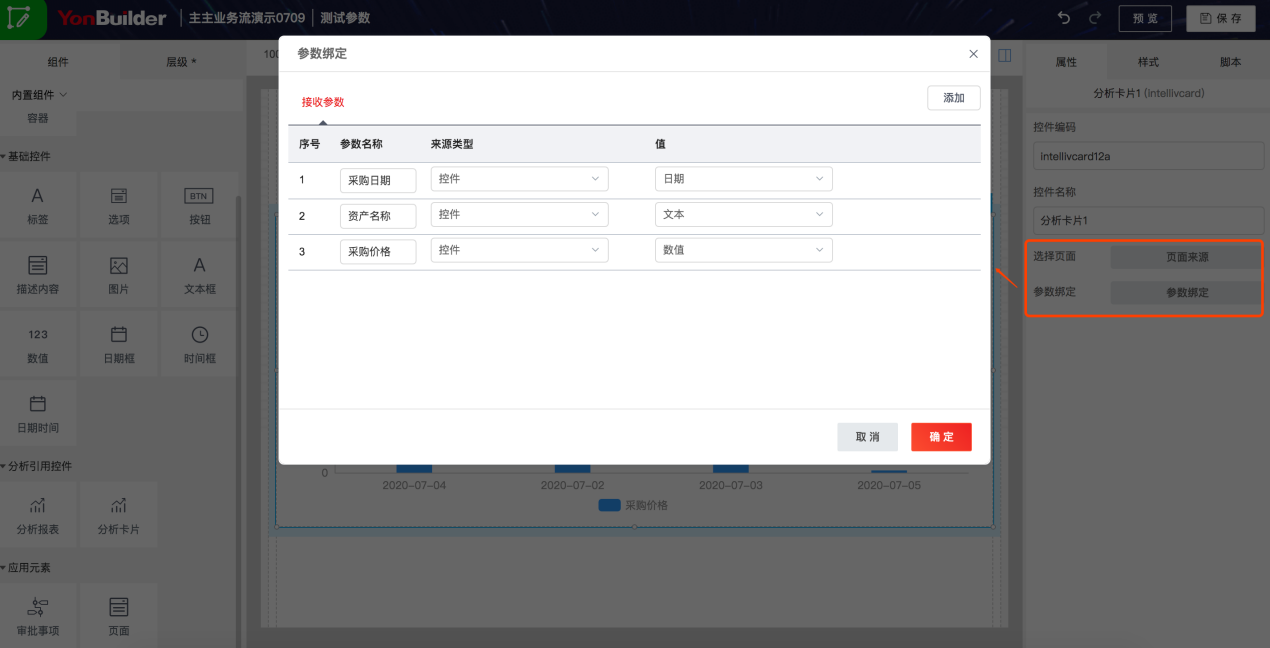 YonBuilder 主主业务流演示0709 测试参数 预 览 保 存
组件 层级 *
内置组件
容器
基础控件
A BTN
标签 选项 按钮
A
描述内容 图片 文本框
123
数值 日期框 时间框
日期时间
分析引用控件
分析报表 分析卡片
应用元素
审批事项 页面
100
参数绑定
接收参数 添加
序号 参数名称 来源类型 值
1 采购日期 控件 日期
2 资产名称 控件 文本
3 采购价格 控件 数值
取 消 确 定
0
2020-07-04 2020-07-02 2020-07-03 2020-07-05
采购价格
属性 样式 脚本
分析卡片1 (intellivcard)
控件编码
intellivcard12a
控件名称
分析卡片1
选择页面 页面来源
参数绑定 参数绑定